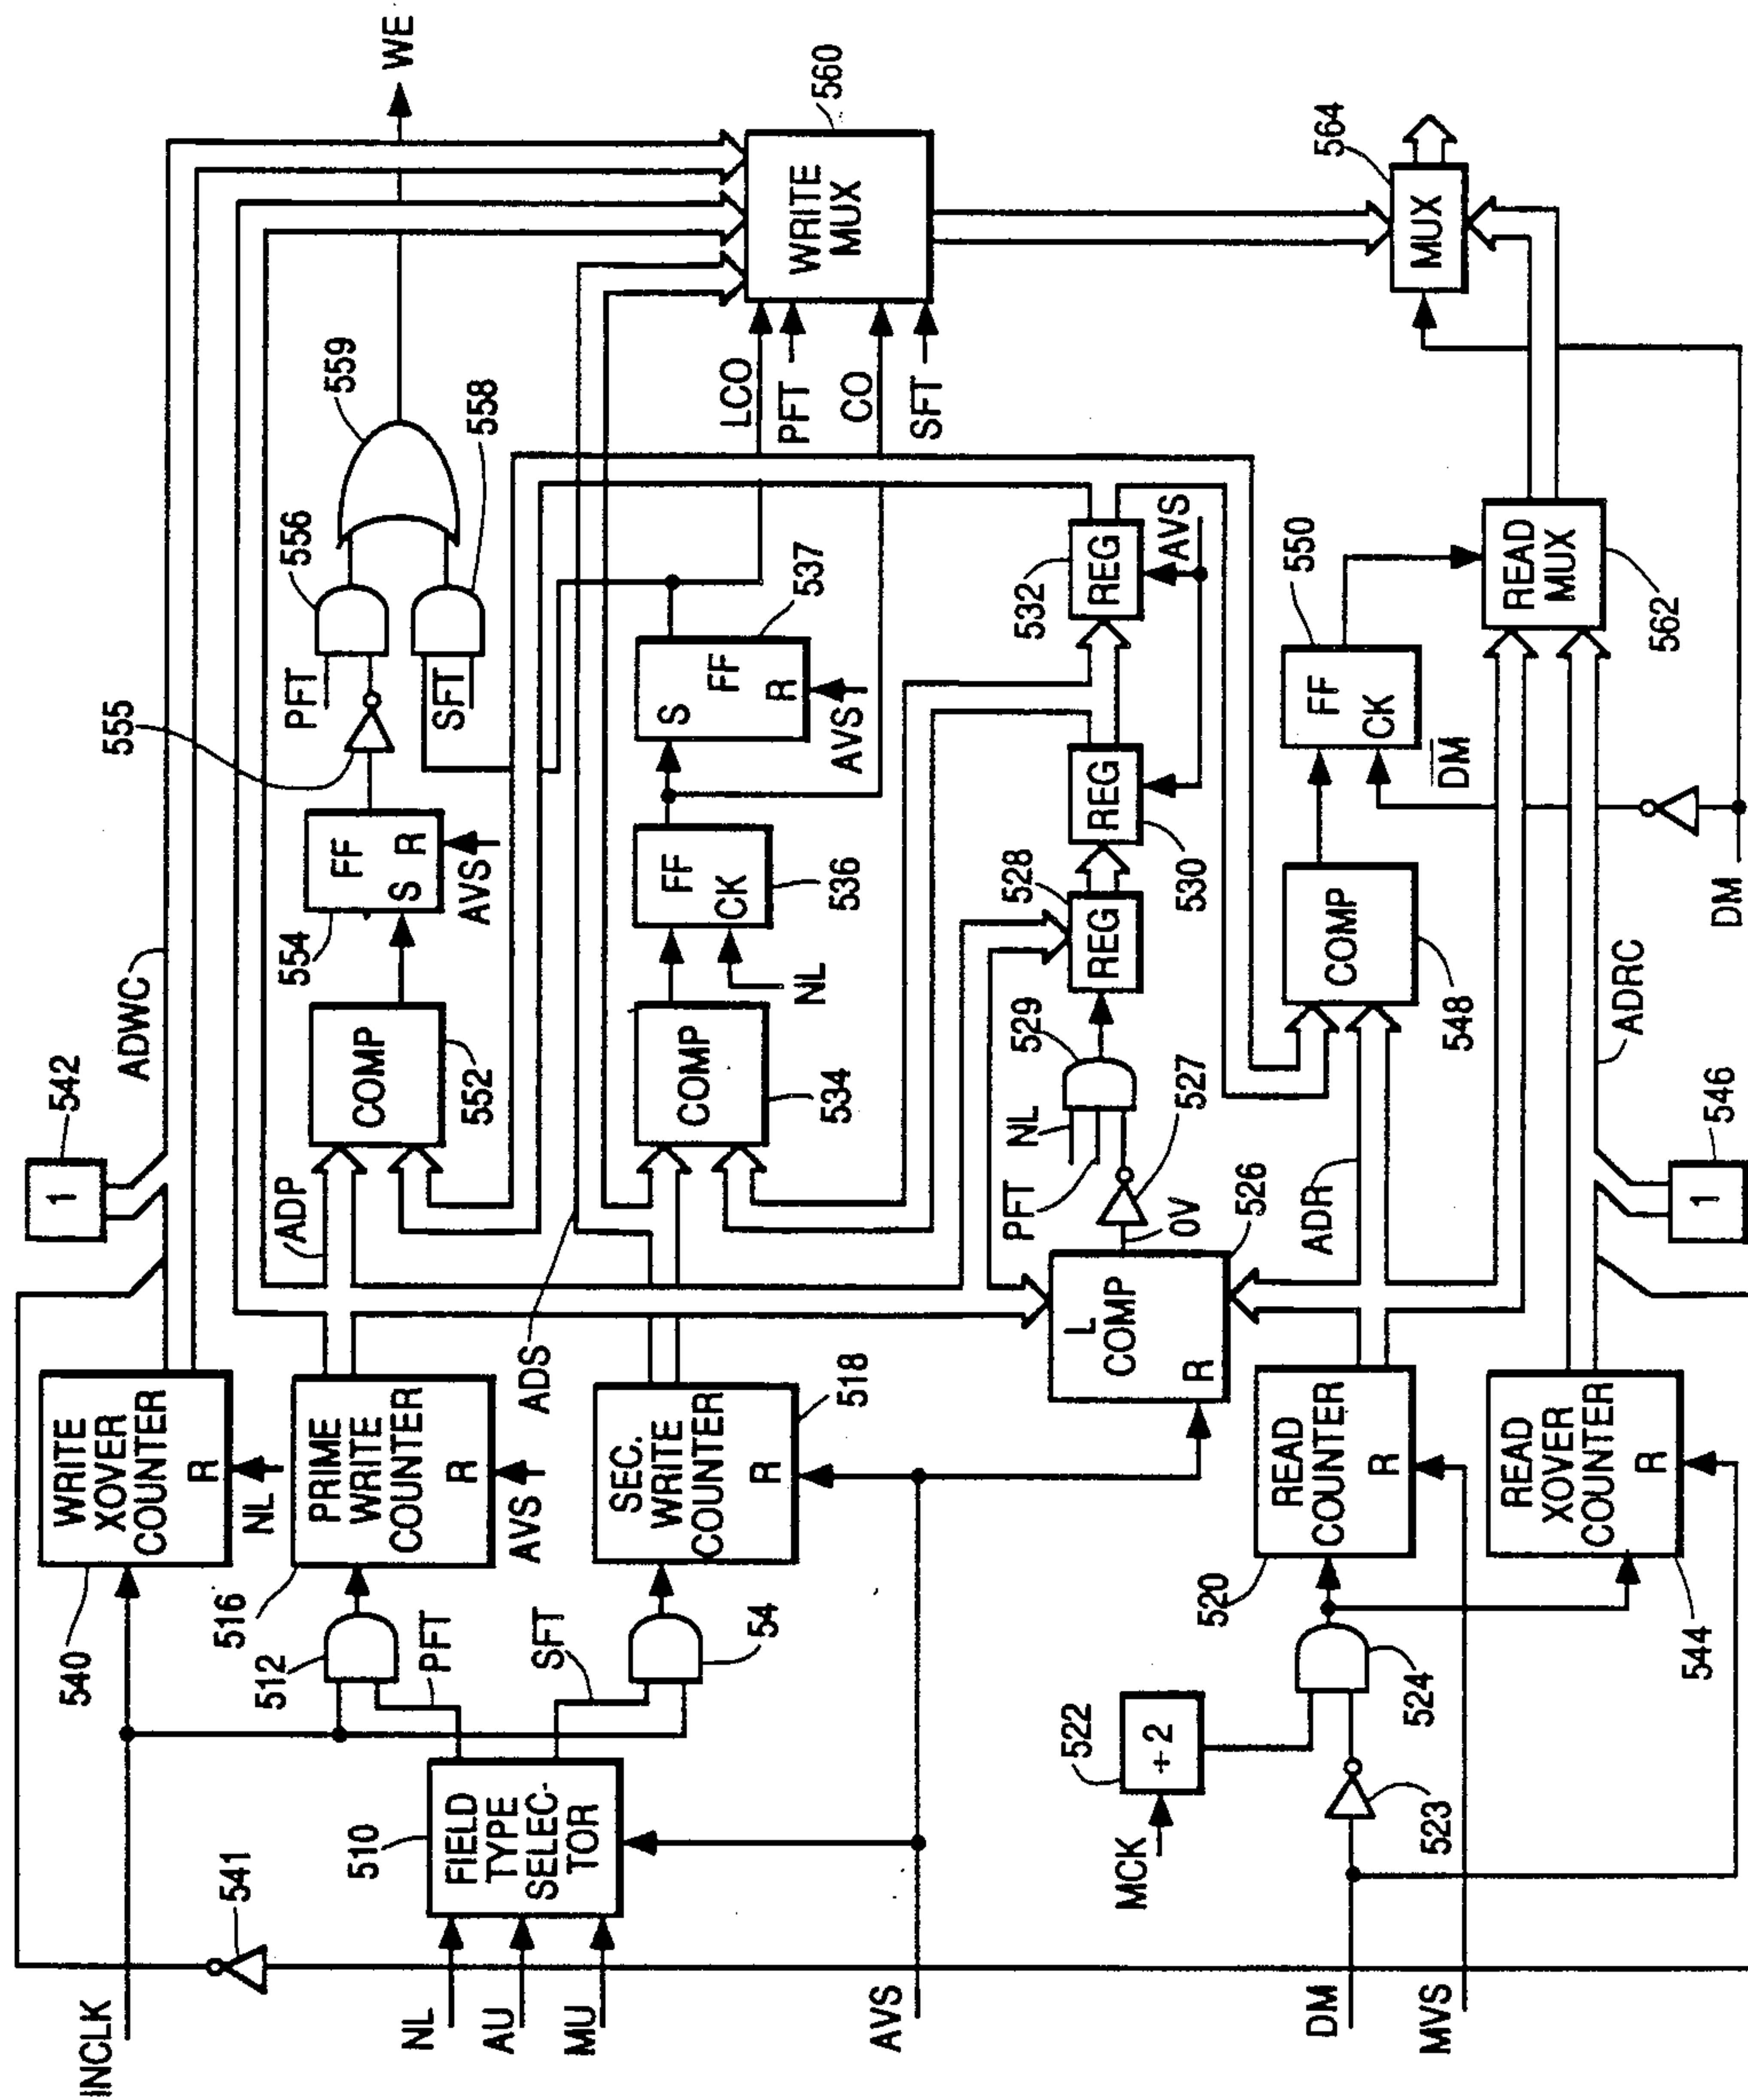 INCLK
541
NL
AU
MU
510
FIELD
TYPE
SELEC-
TOR
AVS
MCK
522
÷2
DM
523
MVS
524
540
WRITE
XOVER
COUNTER
R
NL
512
PFT
516
PRIME
WRITE
COUNTER
R
AVS
SFT
54
SEC.
WRITE
COUNTER
R
518
520
READ
COUNTER
R
544
READ
XOVER
COUNTER
R
542
1
ADWC
ADP
ADS
COMP
552
COMP
534
L
COMP
R
526
0V
527
PFT
NL
529
ADR
546
1
ADRC
554
FF
S
R
AVS
555
FF
CK
536
NL
528
REG
REG
530
532
REG
AVS
COMP
548
PFT
556
SFT
558
559
WE
S
FF
R
537
AVS
FF
CK
550
DM
DM
READ
MUX
562
LCO
PFT
CO
SFT
WRITE
MUX
560
MUX
564